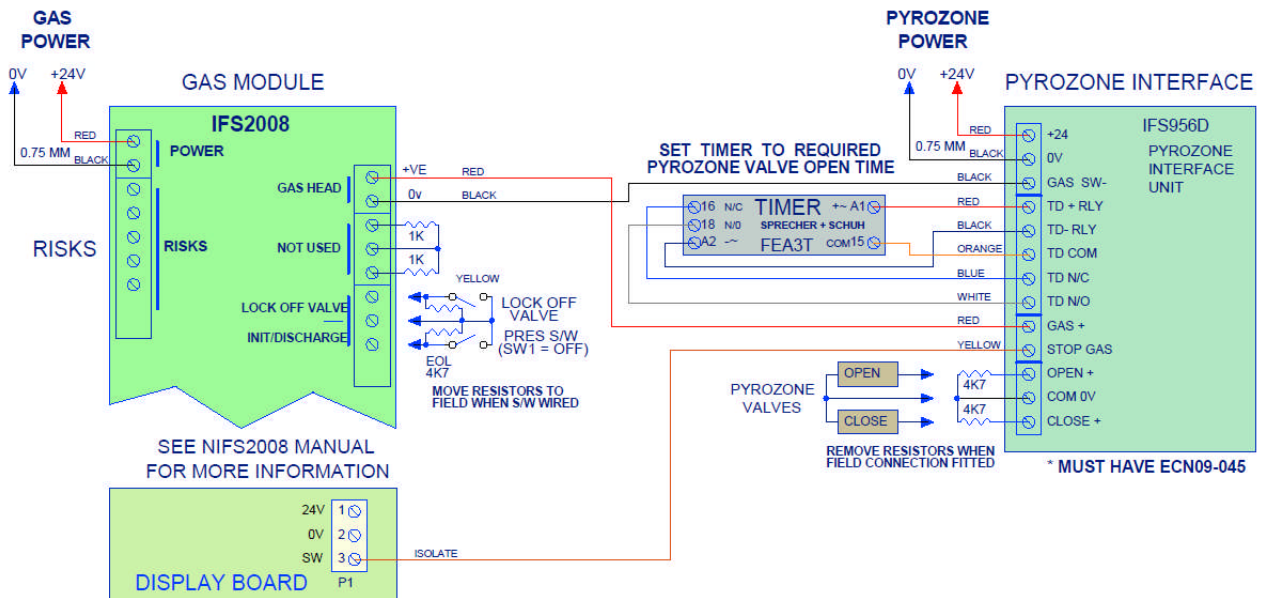 GAS
POWER
0V +24V
GAS MODULE
IFS2008
RED
0.75 MM
BLACK
POWER
RISKS
RISKS
GAS HEAD
+VE
RED
0v
BLACK
NOT USED
1K
1K
LOCK OFF VALVE
INIT/DISCHARGE
YELLOW
LOCK OFF
VALVE
PRES S/W
(SW1 = OFF)
EOL
4K7
MOVE RESISTORS TO
FIELD WHEN S/W WIRED
SEE NIFS2008 MANUAL
FOR MORE INFORMATION
24V 1
0V 2
SW 3
ISOLATE
DISPLAY BOARD
P1
SET TIMER TO REQUIRED
PYROZONE VALVE OPEN TIME
16 N/C TIMER +~ A1
18 N/0 SPRECHER + SCHUH
A2 -~ FEA3T COM 15
PYROZONE
POWER
0V +24V
PYROZONE INTERFACE
IFS956D
PYROZONE
INTERFACE
UNIT
RED +24
0.75 MM
BLACK 0V
BLACK GAS SW-
RED TD + RLY
BLACK TD- RLY
ORANGE TD COM
BLUE TD N/C
WHITE TD N/O
RED GAS +
YELLOW STOP GAS
OPEN +
4K7
COM 0V
4K7
CLOSE +
PYROZONE
VALVES
OPEN
CLOSE
REMOVE RESISTORS WHEN
FIELD CONNECTION FITTED
* MUST HAVE ECN09-045